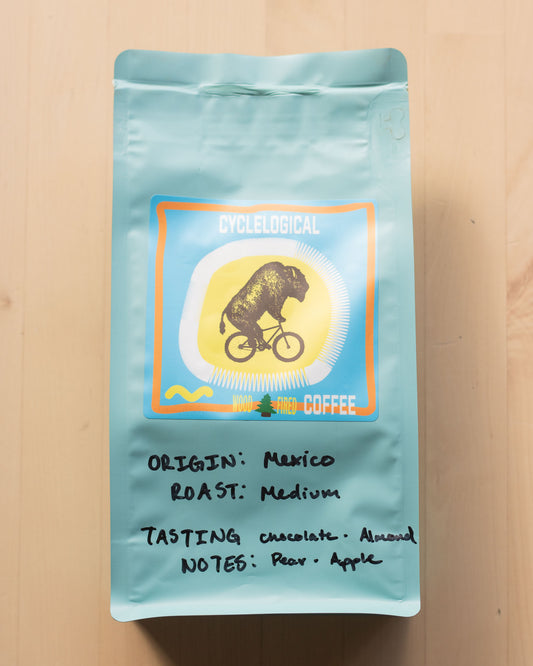 CYCLELOGICAL
WOOD FIRED COFFEE
ORIGIN: Mexico
ROAST: Medium
TASTING chocolate · Almond
NOTES: Pear · Apple